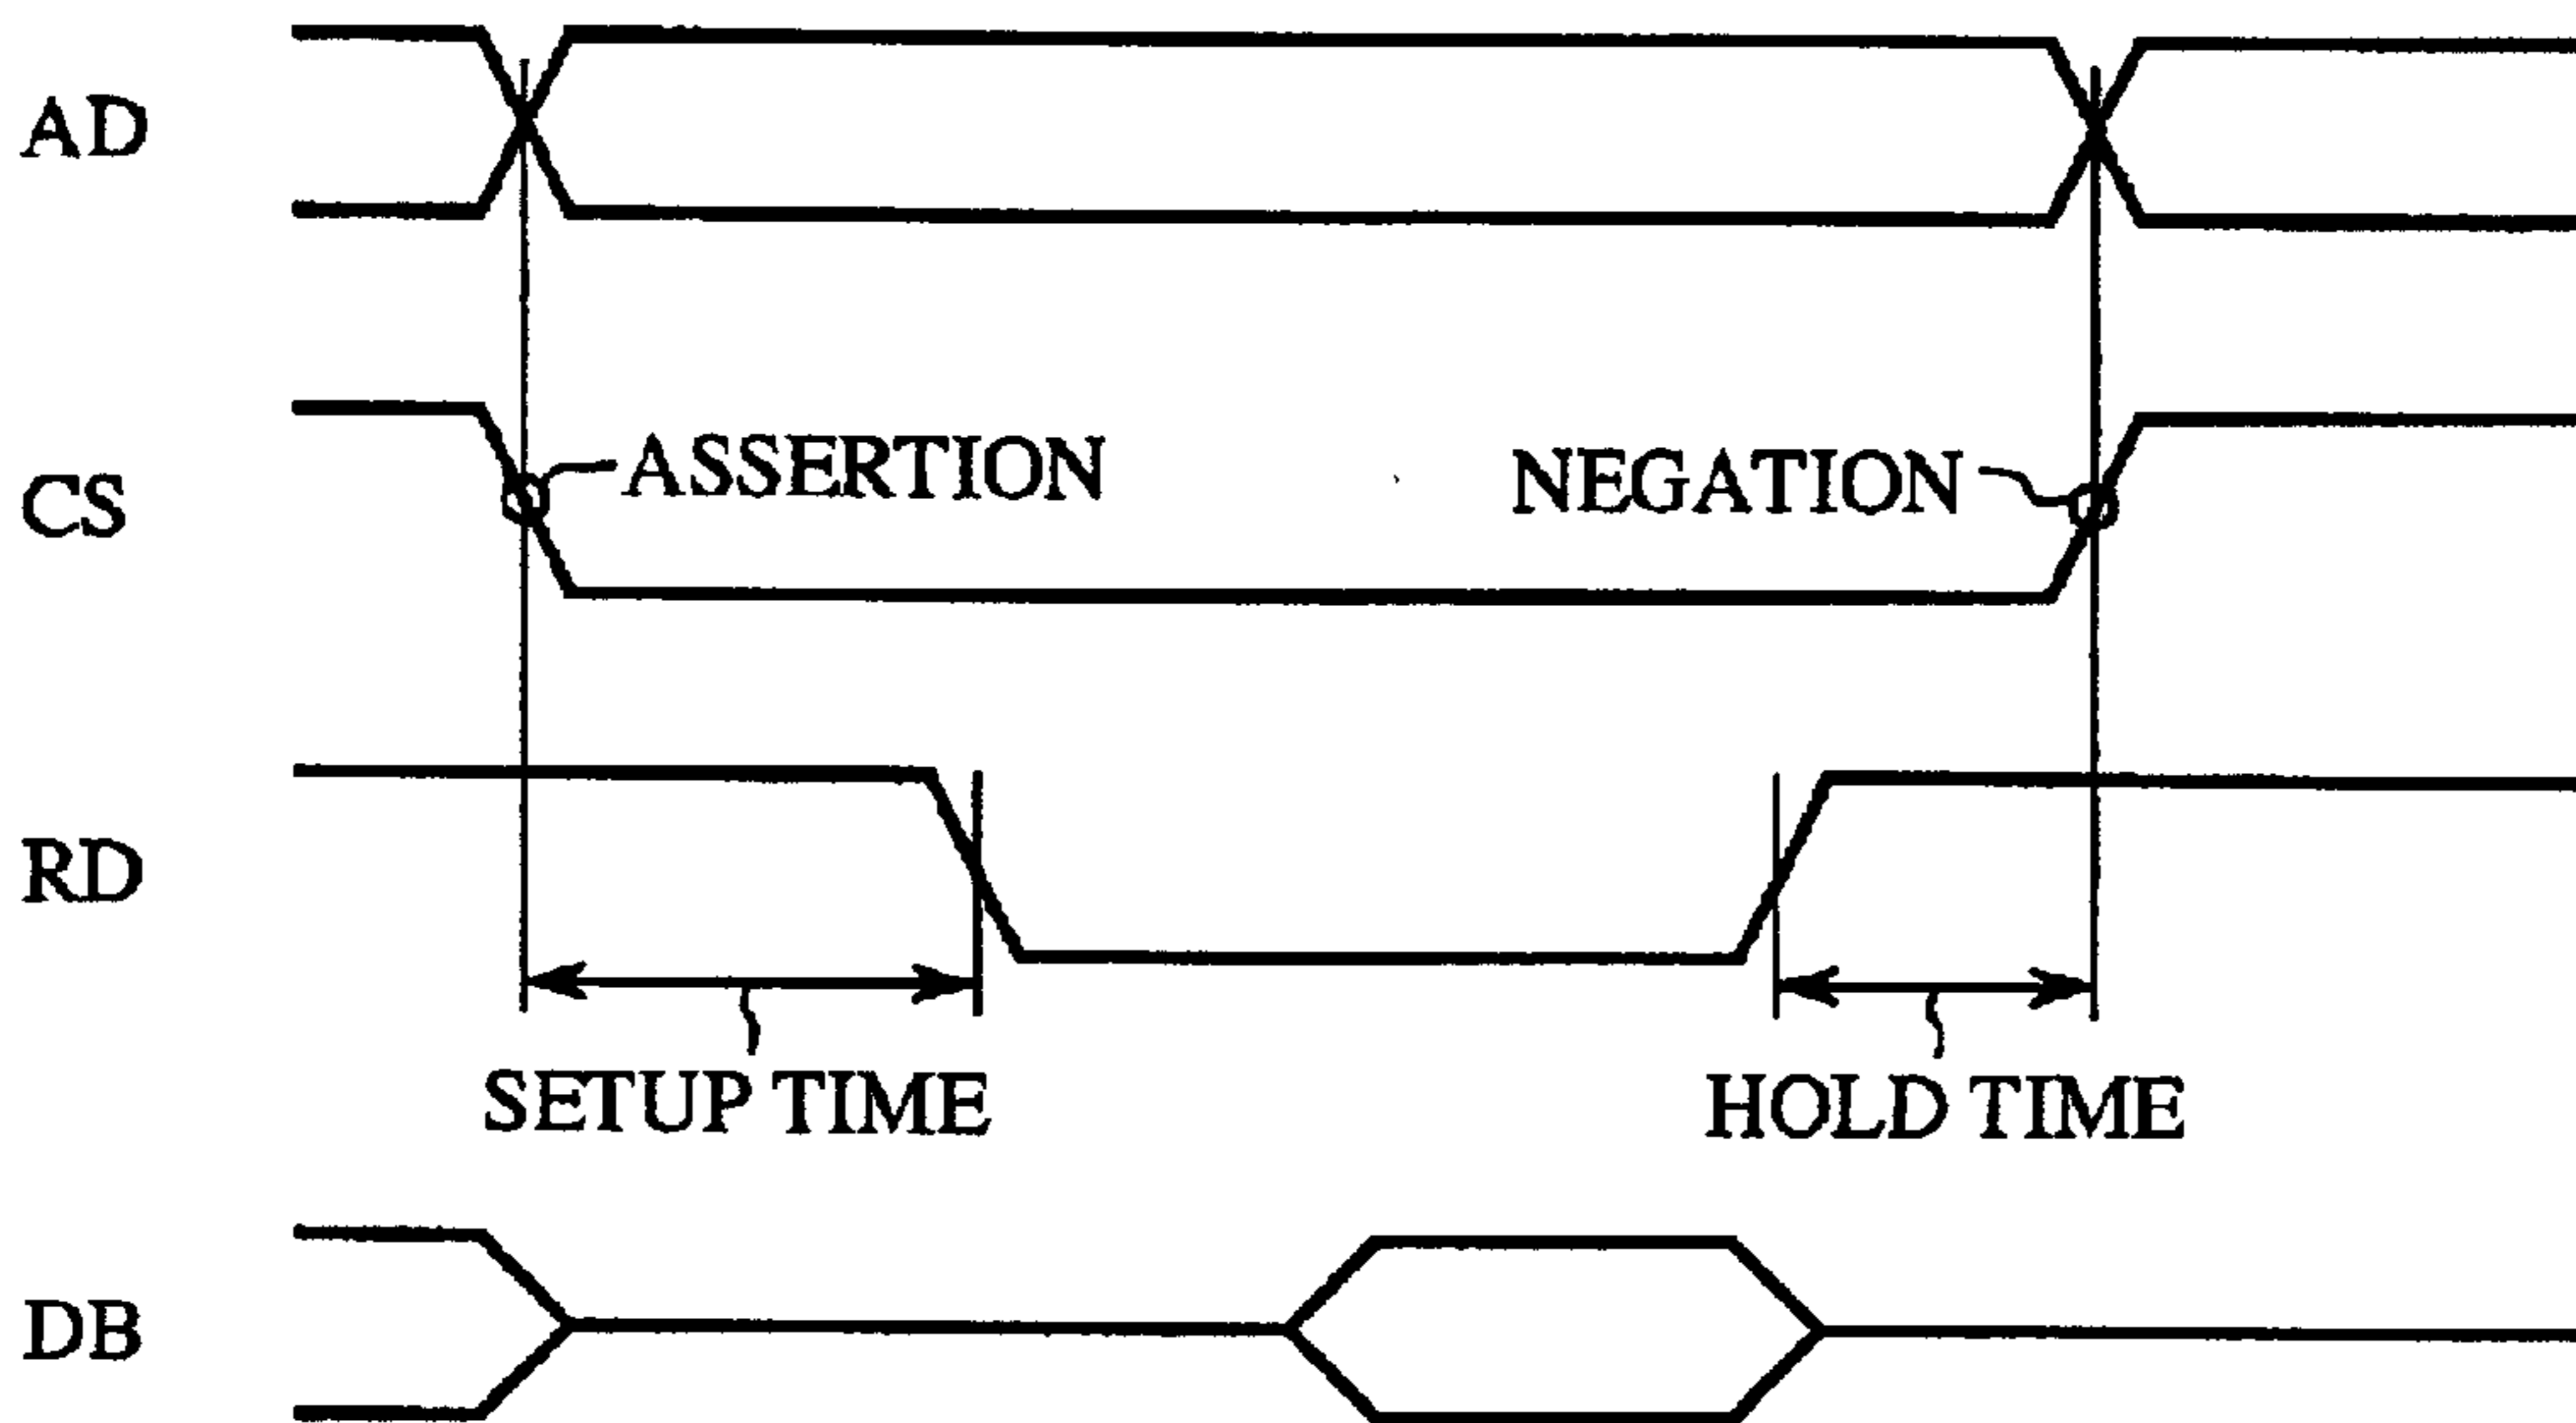 AD
CS
ASSERTION
NEGATION
RD
SETUP TIME
HOLD TIME
DB